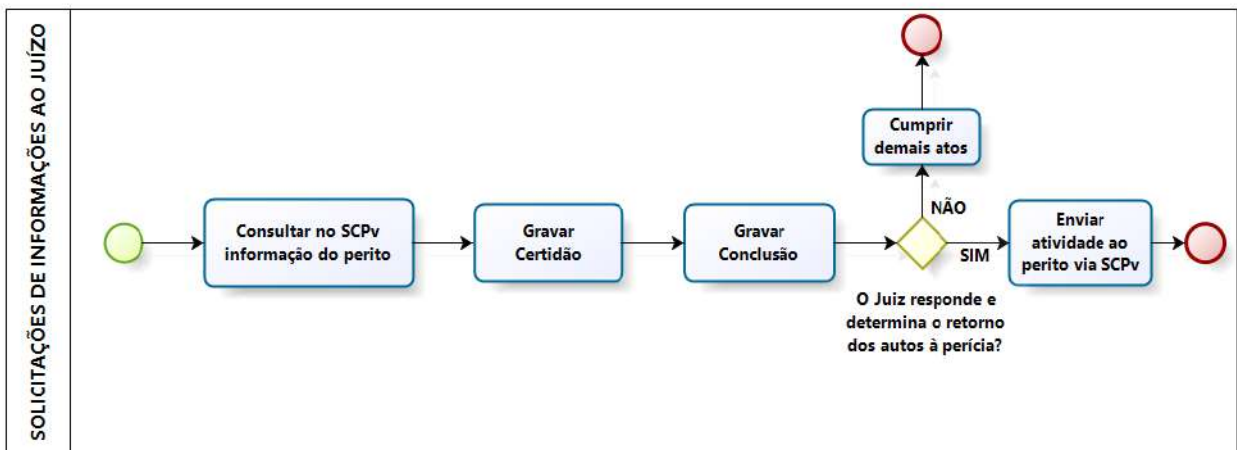 SOLICITAÇÕES DE INFORMAÇÕES AO JUÍZO
Consultar no SCPv
informação do perito
Gravar
Certidão
Gravar
Conclusão
O Juiz responde e
determina o retorno
dos autos à perícia?
NÃO
Cumprir
demais atos
SIM
Enviar
atividade ao
perito via SCPv